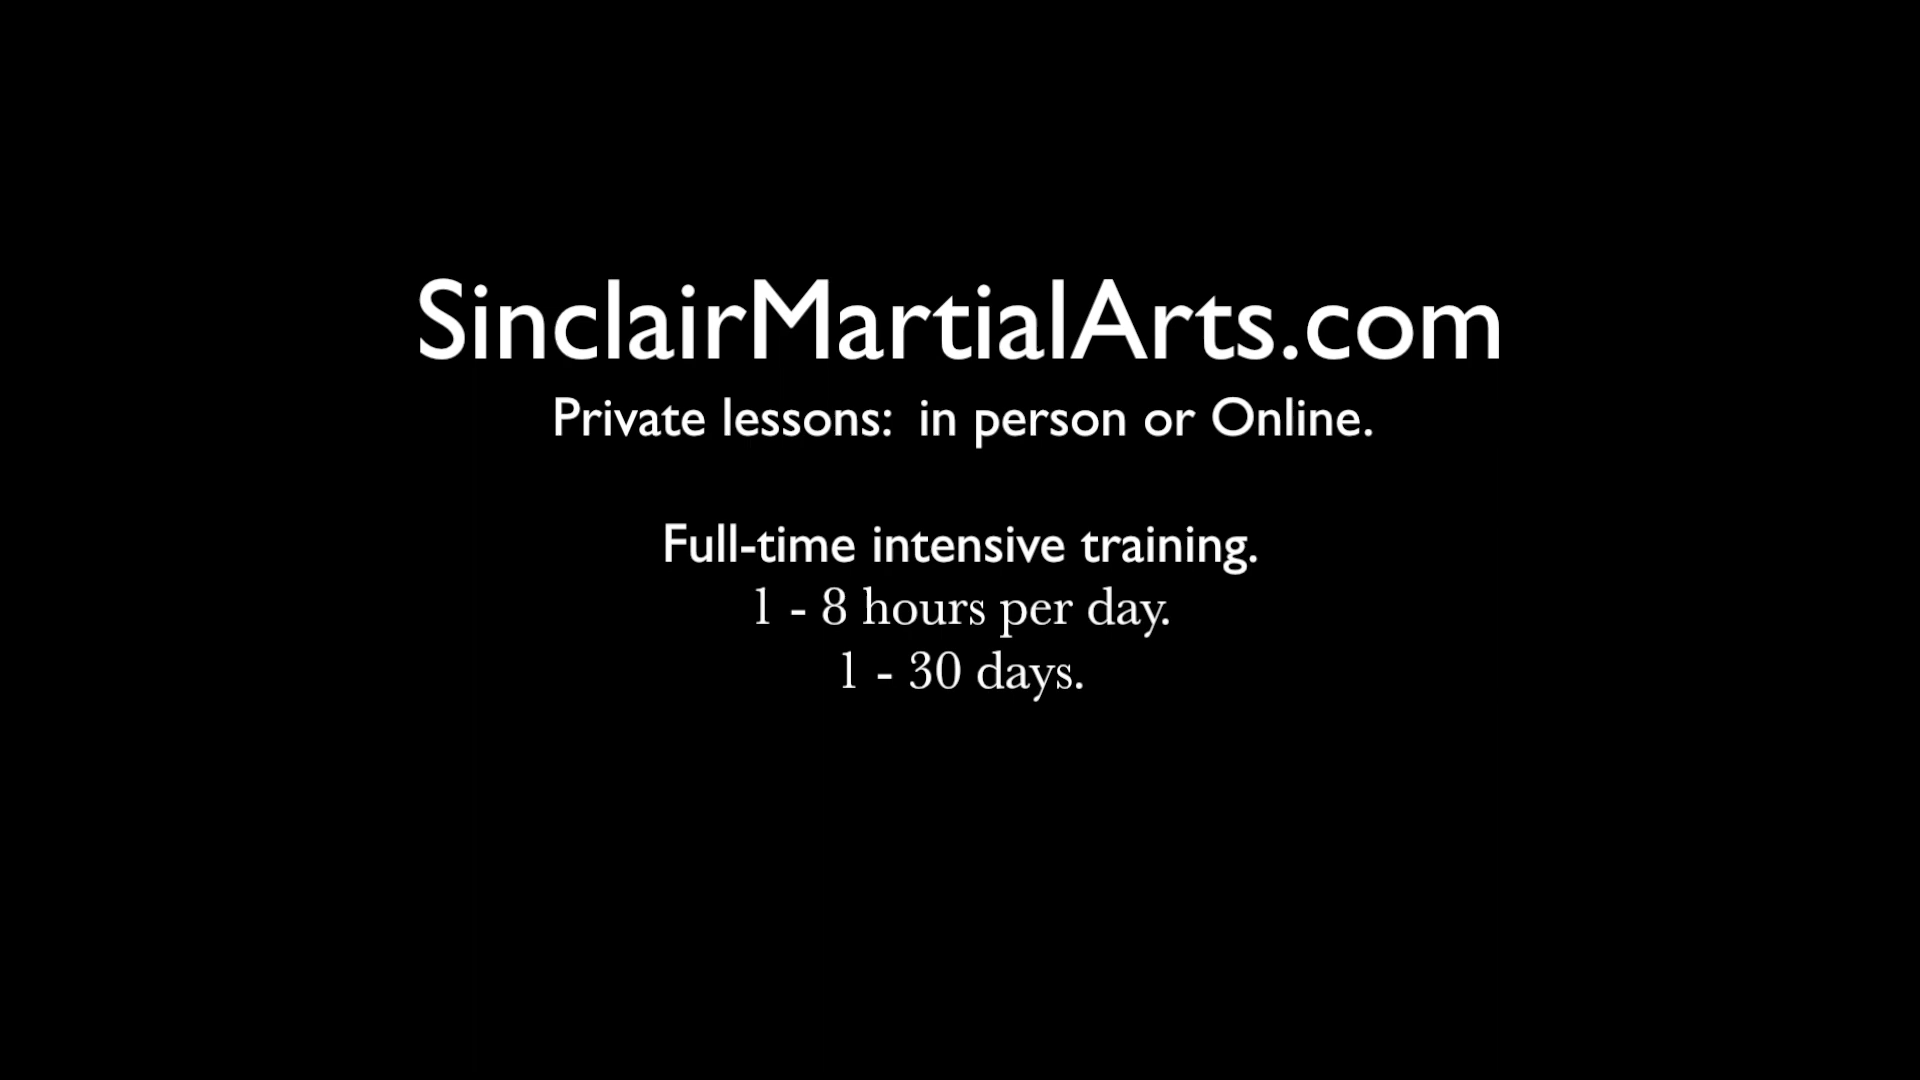 SinclairMartialArts.com
Private lessons:  in person or Online.
Full-time intensive training.
1 - 8 hours per day.
1 - 30 days.